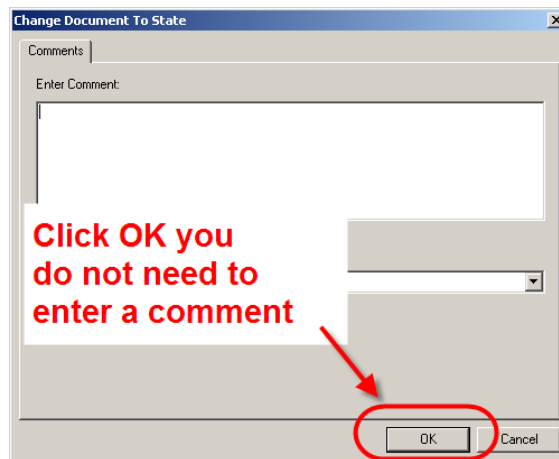 Change Document To State
Comments
Enter Comment:
Click OK you
do not need to
enter a comment
OK
Cancel